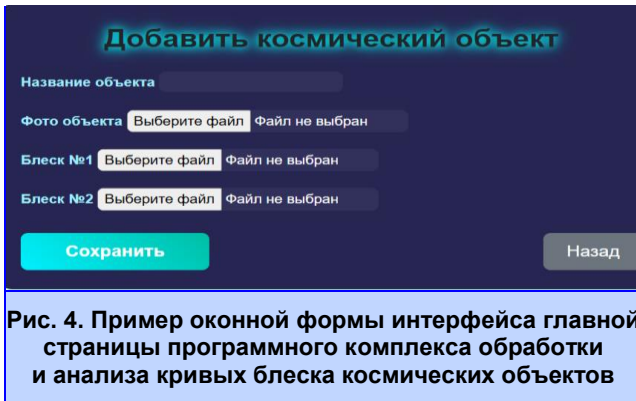 Добавить космический объект
Название объекта
Фото объекта Выберите файл Файл не выбран
Блеск №1 Выберите файл Файл не выбран
Блеск №2 Выберите файл Файл не выбран
Сохранить Назад
Рис. 4. Пример оконной формы интерфейса главной
страницы программного комплекса обработки
и анализа кривых блеска космических объектов